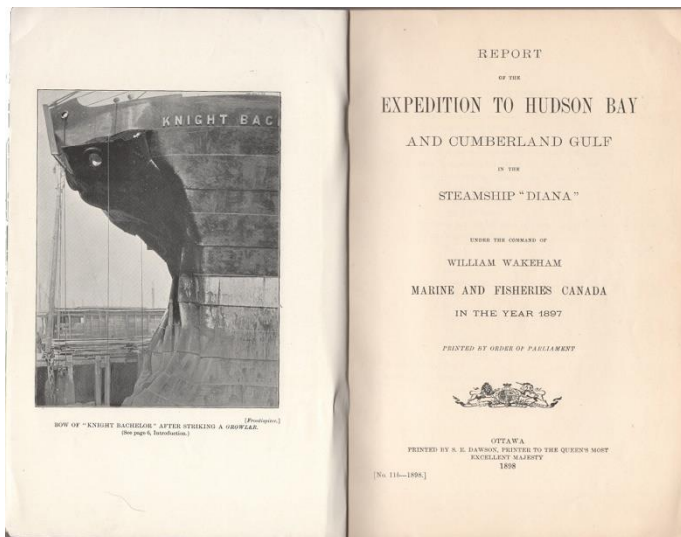 KNIGHT BAC
[Frontispiece.]
BOW OF "KNIGHT BACHELOR" AFTER STRIKING A GROWLER.
(See page 6, Introduction.)
REPORT
OF THE
EXPEDITION TO HUDSON BAY
AND CUMBERLAND GULF
IN THE
STEAMSHIP "DIANA"
UNDER THE COMMAND OF
WILLIAM WAKEHAM
MARINE AND FISHERIES CANADA
IN THE YEAR 1897
PRINTED BY ORDER OF PARLIAMENT
OTTAWA
PRINTED BY S. E. DAWSON, PRINTER TO THE QUEEN'S MOST
EXCELLENT MAJESTY
1898
[No 116—1898.]